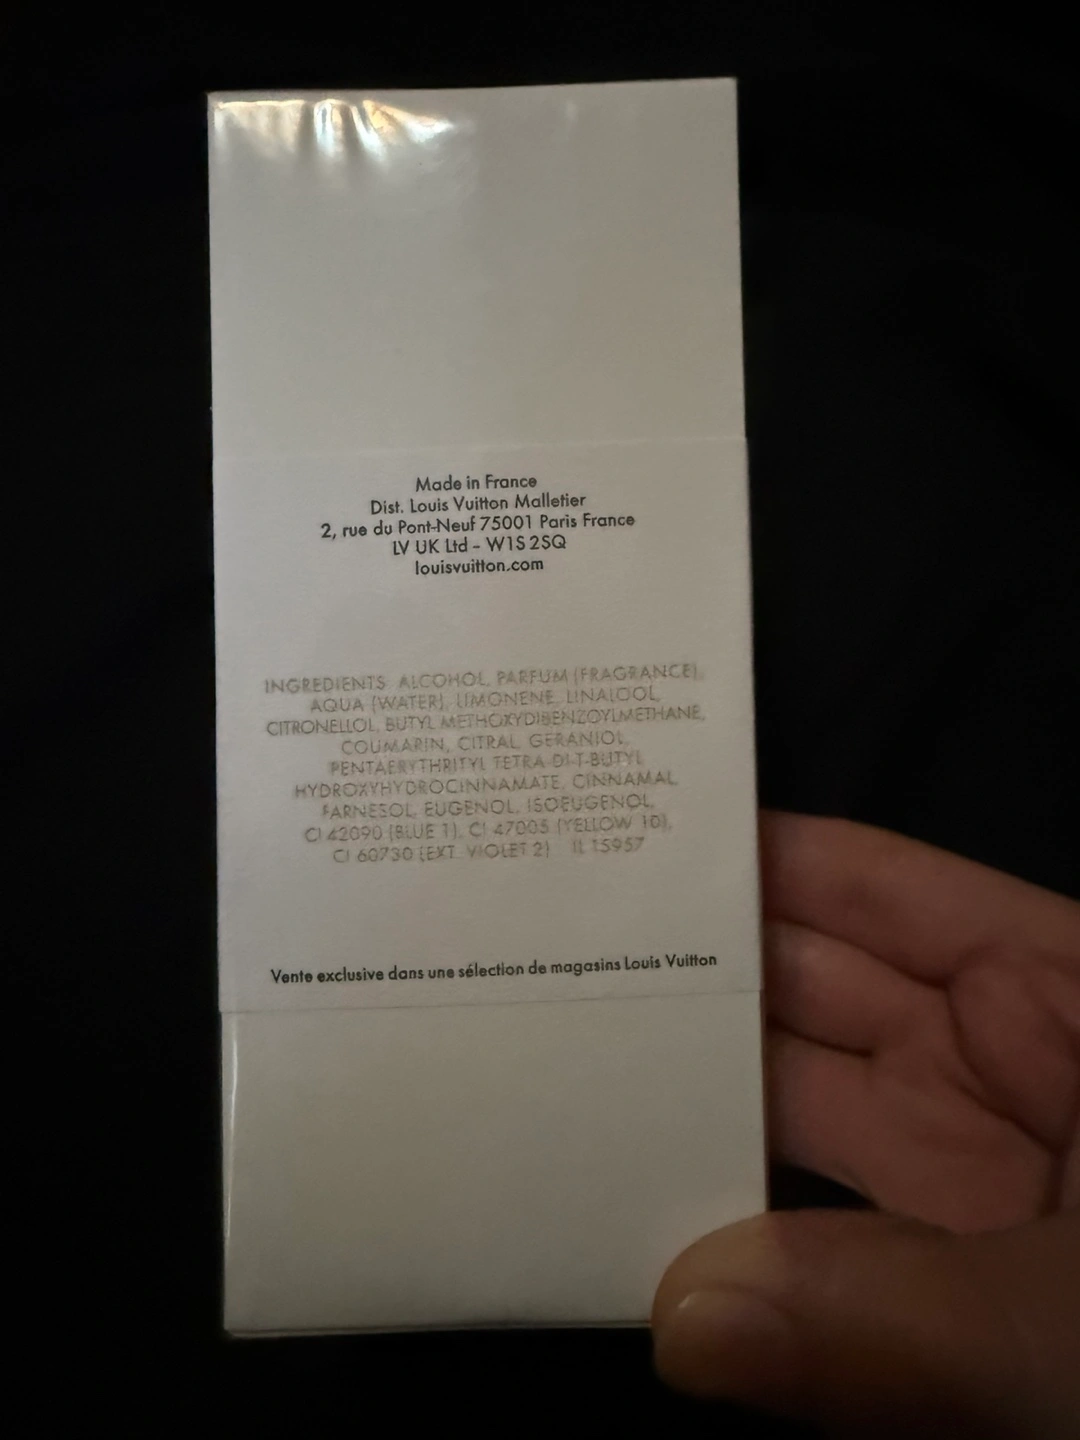 Made in France
Dist. Louis Vuitton Malletier
2, rue du Pont-Neuf 75001 Paris France
LV UK Ltd - W1S 2SQ
louisvuitton.com
INGREDIENTS ALCOHOL, PARFUM (FRAGRANCE),
AQUA (WATER), LIMONENE, LINALOOL,
CITRONELLOL, BUTYL METHOXYDIBENZOYLMETHANE,
COUMARIN, CITRAL, GERANIOL,
PENTAERYTHRITYL TETRA-DI-T-BUTYL
HYDROXYHYDROCINNAMATE, CINNAMAL,
FARNESOL, EUGENOL, ISOEUGENOL,
CI 42090 (BLUE 1), CI 47005 (YELLOW 10),
CI 60730 (EXT. VIOLET 2) IL 15957
Vente exclusive dans une sélection de magasins Louis Vuitton